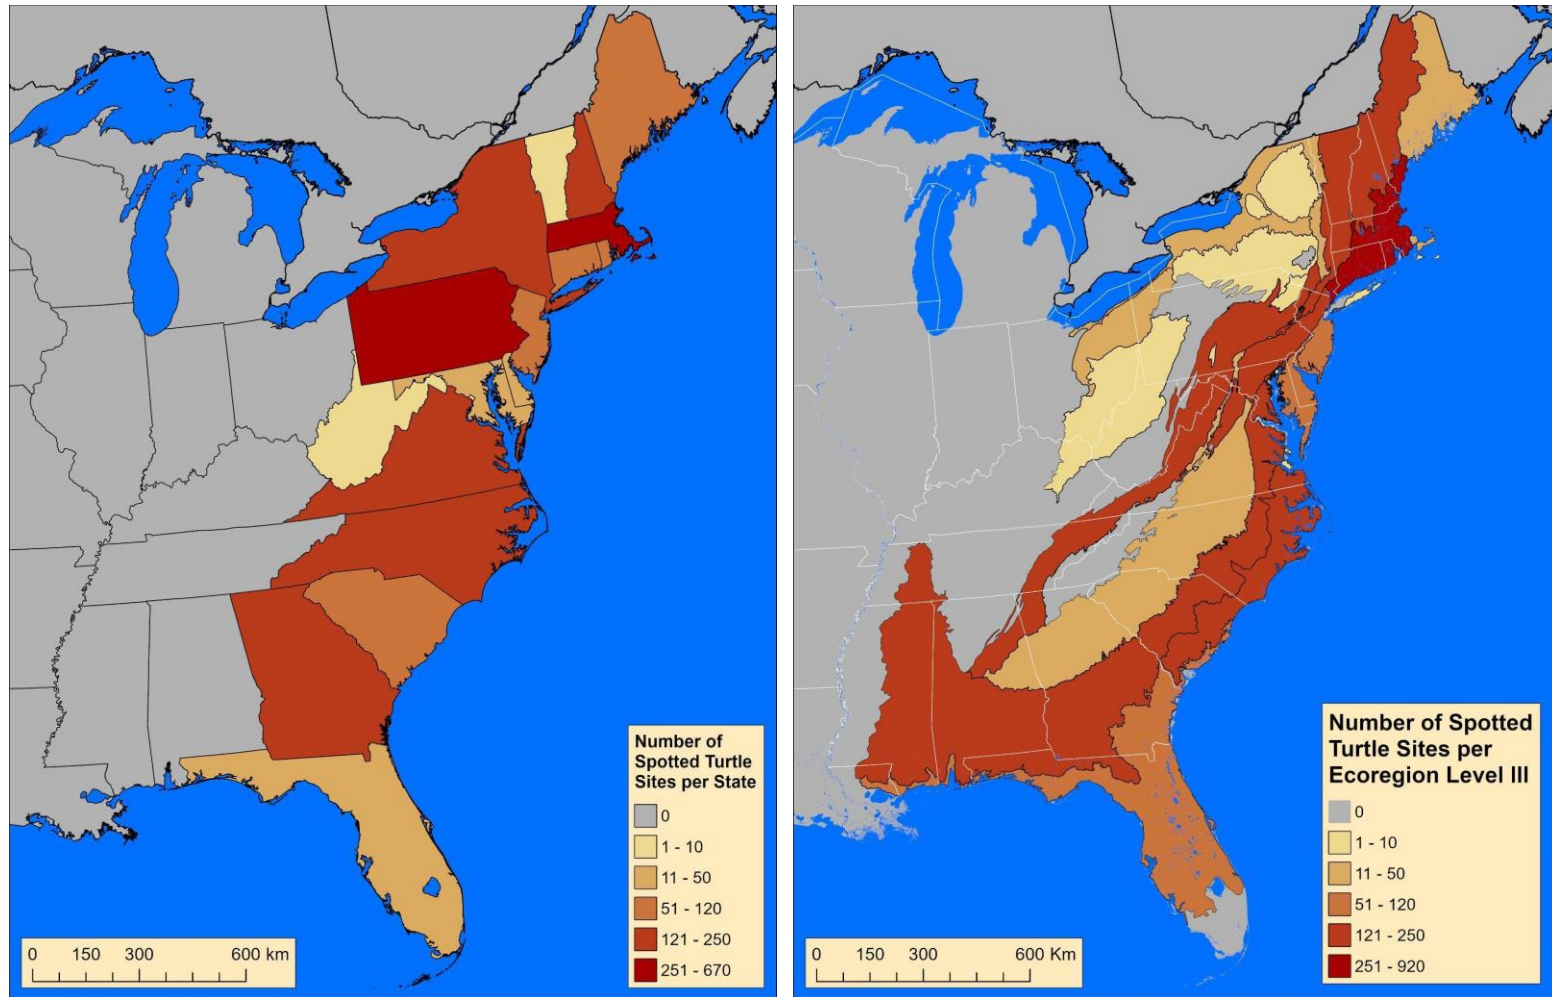 Number of
Spotted Turtle
Sites per State
0
1 - 10
11 - 50
51 - 120
121 - 250
251 - 670
0 150 300 600 km
Number of Spotted
Turtle Sites per
Ecoregion Level III
0
1 - 10
11 - 50
51 - 120
121 - 250
251 - 920
0 150 300 600 Km